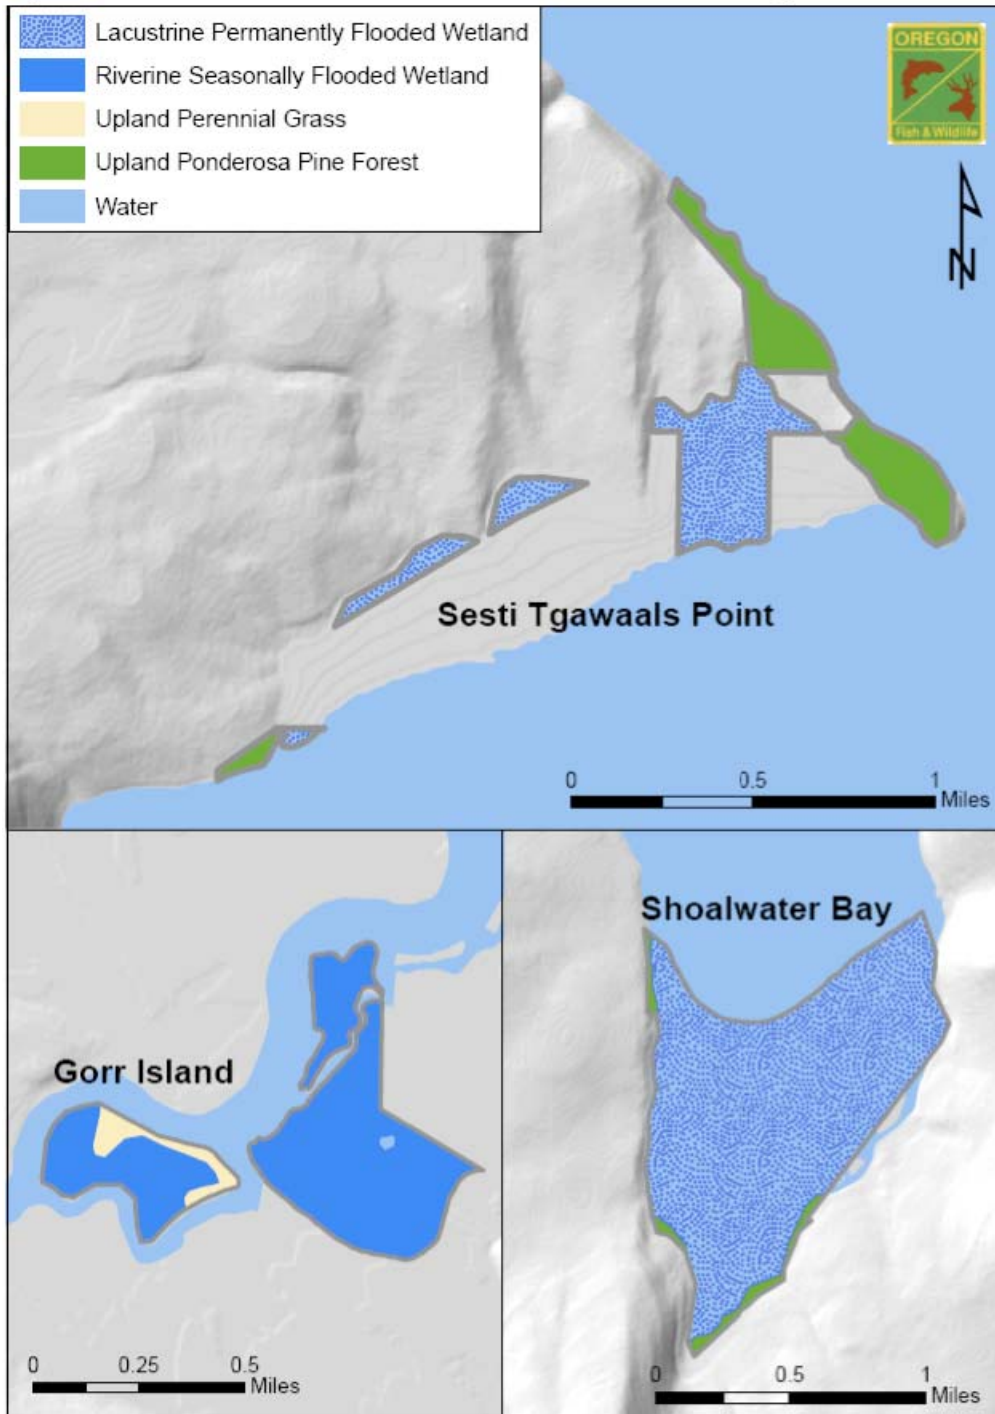 Lacustrine Permanently Flooded Wetland
Riverine Seasonally Flooded Wetland
Upland Perennial Grass
Upland Ponderosa Pine Forest
Water
OREGON
Fish & Wildlife
N
Sesti Tgawaals Point
0 0.5 1
Miles
Gorr Island
0 0.25 0.5
Miles
Shoalwater Bay
0 0.5 1
Miles